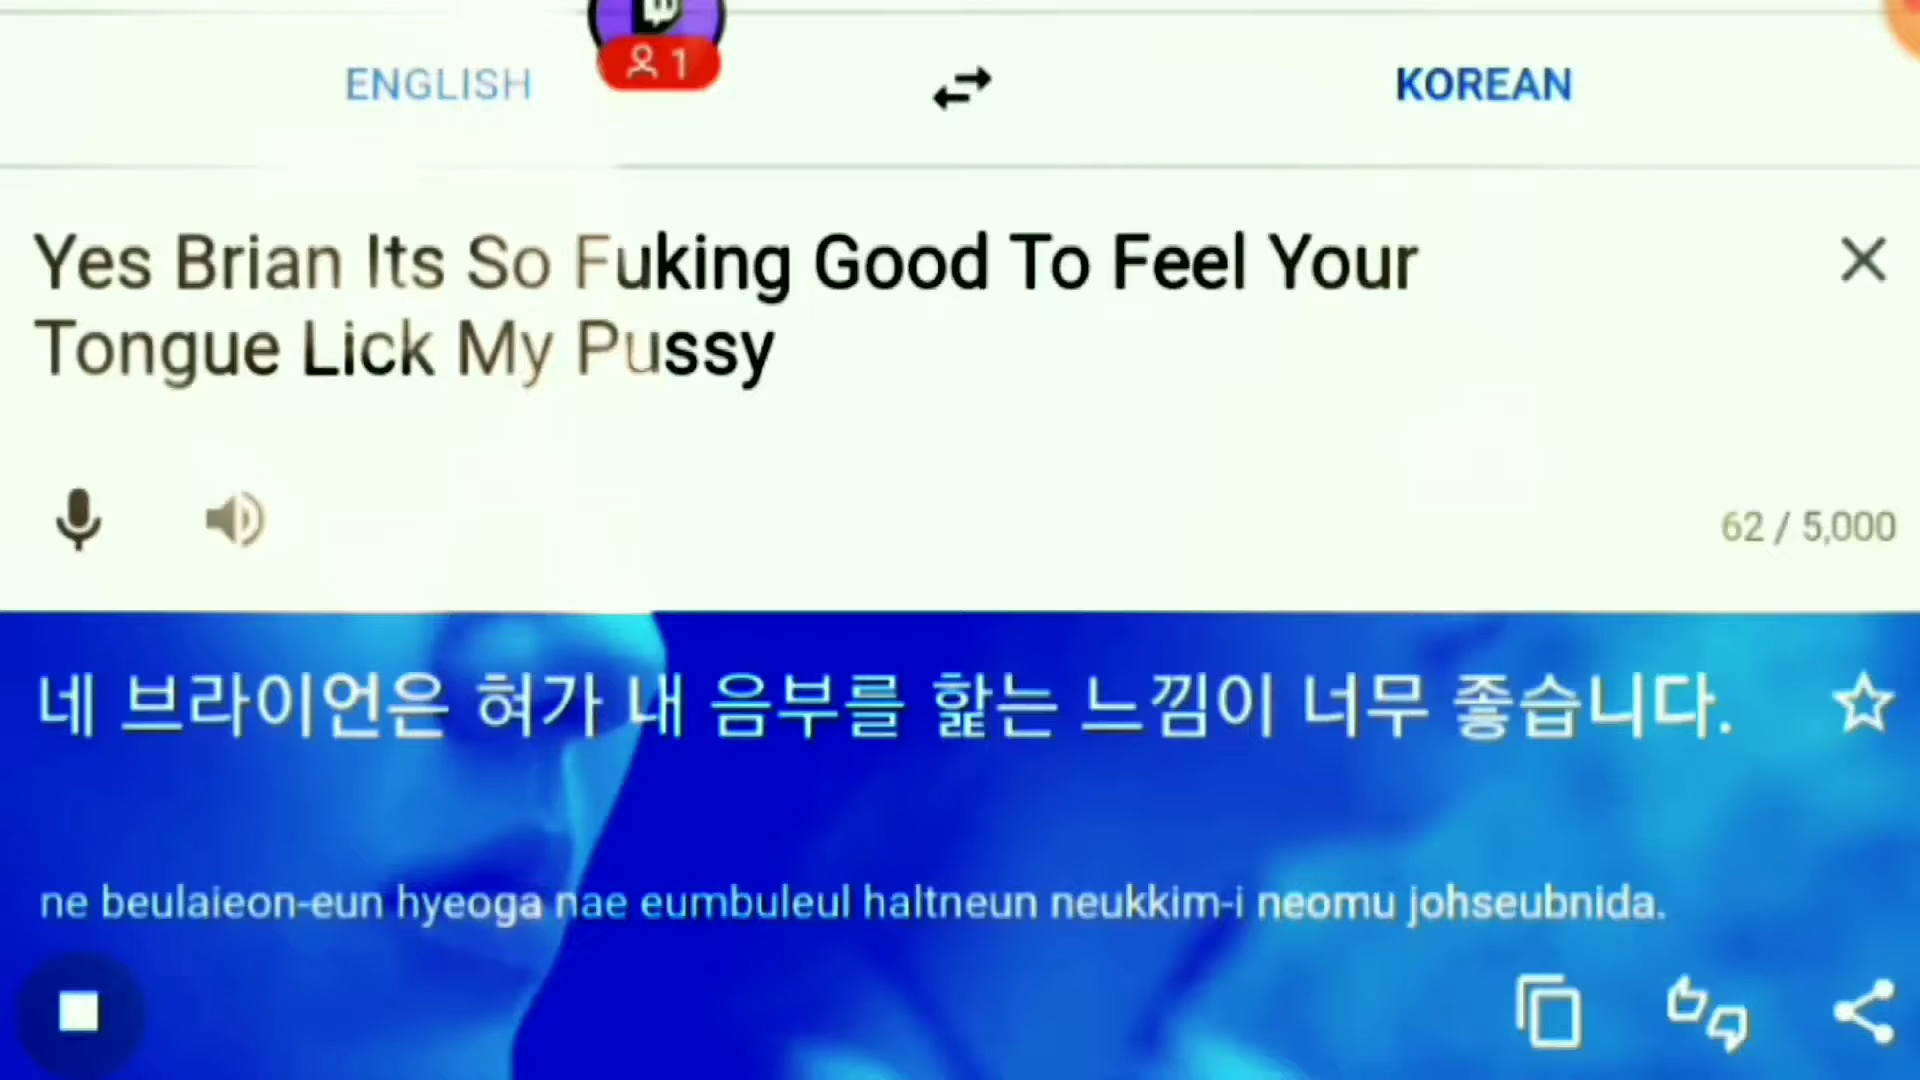 1
ENGLISH
KOREAN
Yes Brian Its So Fuking Good To Feel Your
Tongue Lick My Pussy
62 / 5,000
네 브라이언은 혀가 내 음부를 핥는 느낌이 너무 좋습니다.
ne beulaieon-eun hyeoga nae eumbuleul haltneun neukkim-i neomu johseubnida.